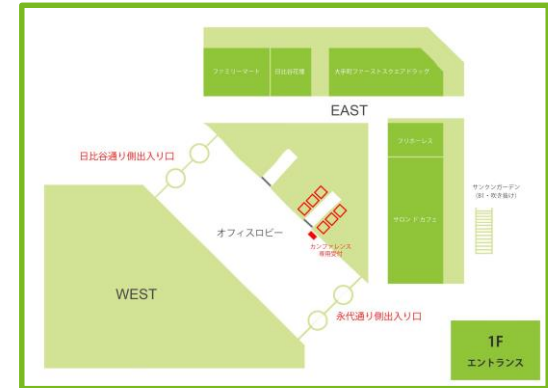 ファミリーマート
日比谷花壇
大手町ファーストスクエアドラッグ
EAST
日比谷通り側出入り口
フリホーレス
サロン ド カフェ
サンケンガーデン
(B1・吹き抜け)
オフィスロビー
カンファレンス
専用受付
WEST
永代通り側出入り口
1F
エントランス